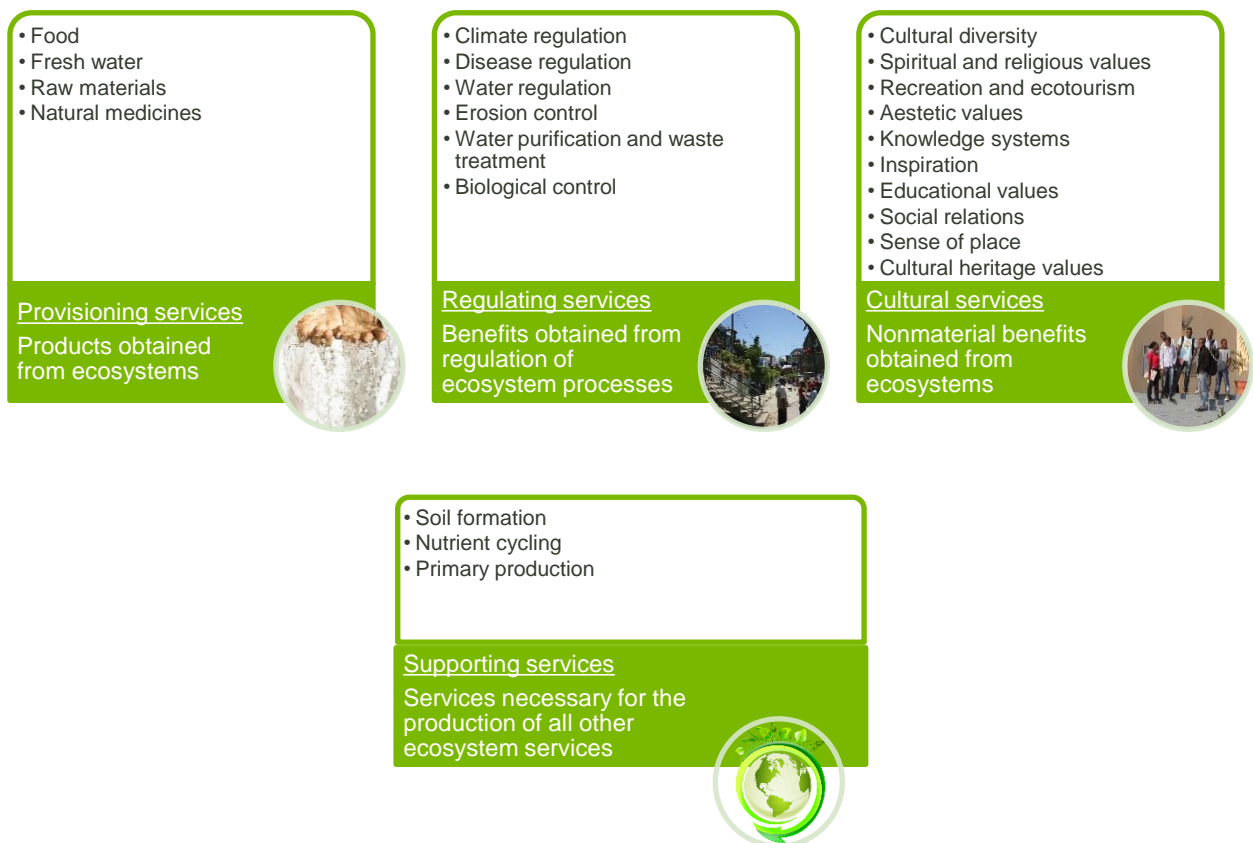 • Food
• Fresh water
• Raw materials
• Natural medicines
Provisioning services
Products obtained
from ecosystems
• Climate regulation
• Disease regulation
• Water regulation
• Erosion control
• Water purification and waste
treatment
• Biological control
Regulating services
Benefits obtained from
regulation of
ecosystem processes
• Cultural diversity
• Spiritual and religious values
• Recreation and ecotourism
• Aestetic values
• Knowledge systems
• Inspiration
• Educational values
• Social relations
• Sense of place
• Cultural heritage values
Cultural services
Nonmaterial benefits
obtained from
ecosystems
• Soil formation
• Nutrient cycling
• Primary production
Supporting services
Services necessary for the
production of all other
ecosystem services